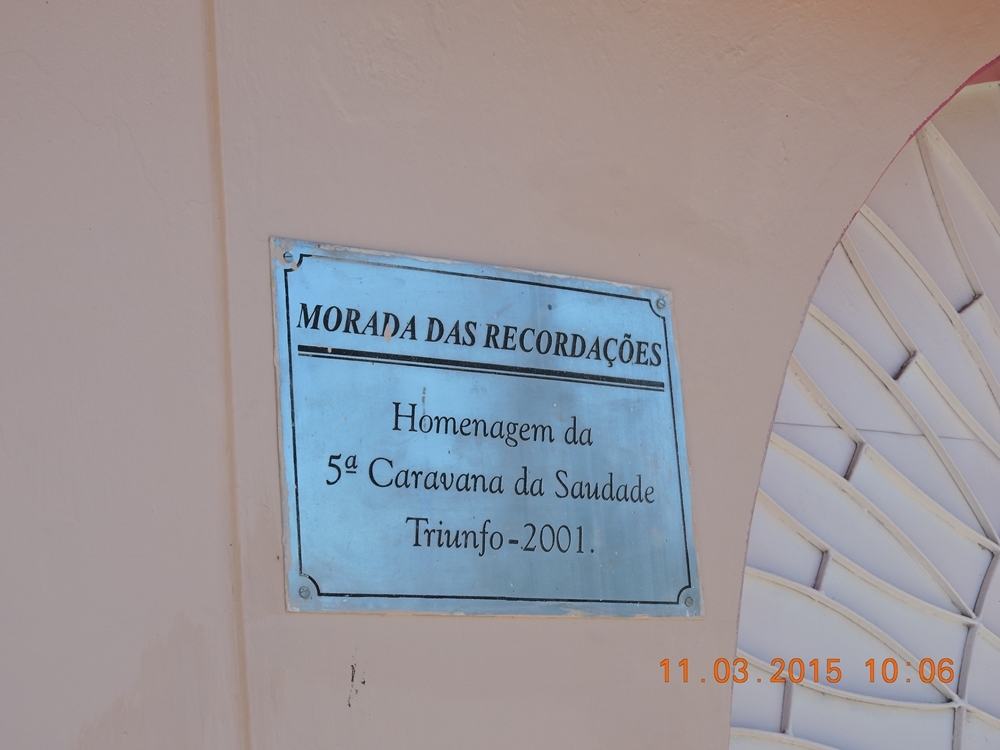 MORADA DAS RECORDAÇÕES
Homenagem da
5ª Caravana da Saudade
Triunfo-2001.
11.03.2015 10:06